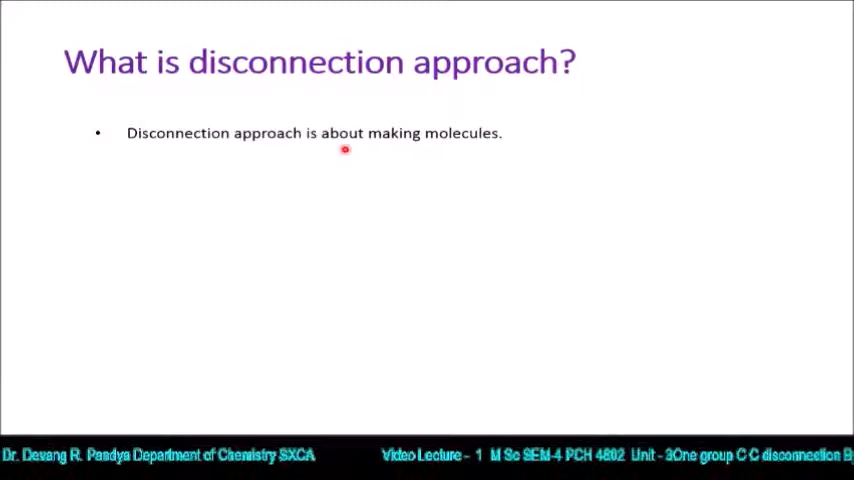 What is disconnection approach?
• Disconnection approach is about making molecules.
Dr. Devang R. Pandya Department of Chemistry SXCA Video Lecture - 1 M Sc SEM-4 PCH 4802 Unit - 3One group C-C disconnection B